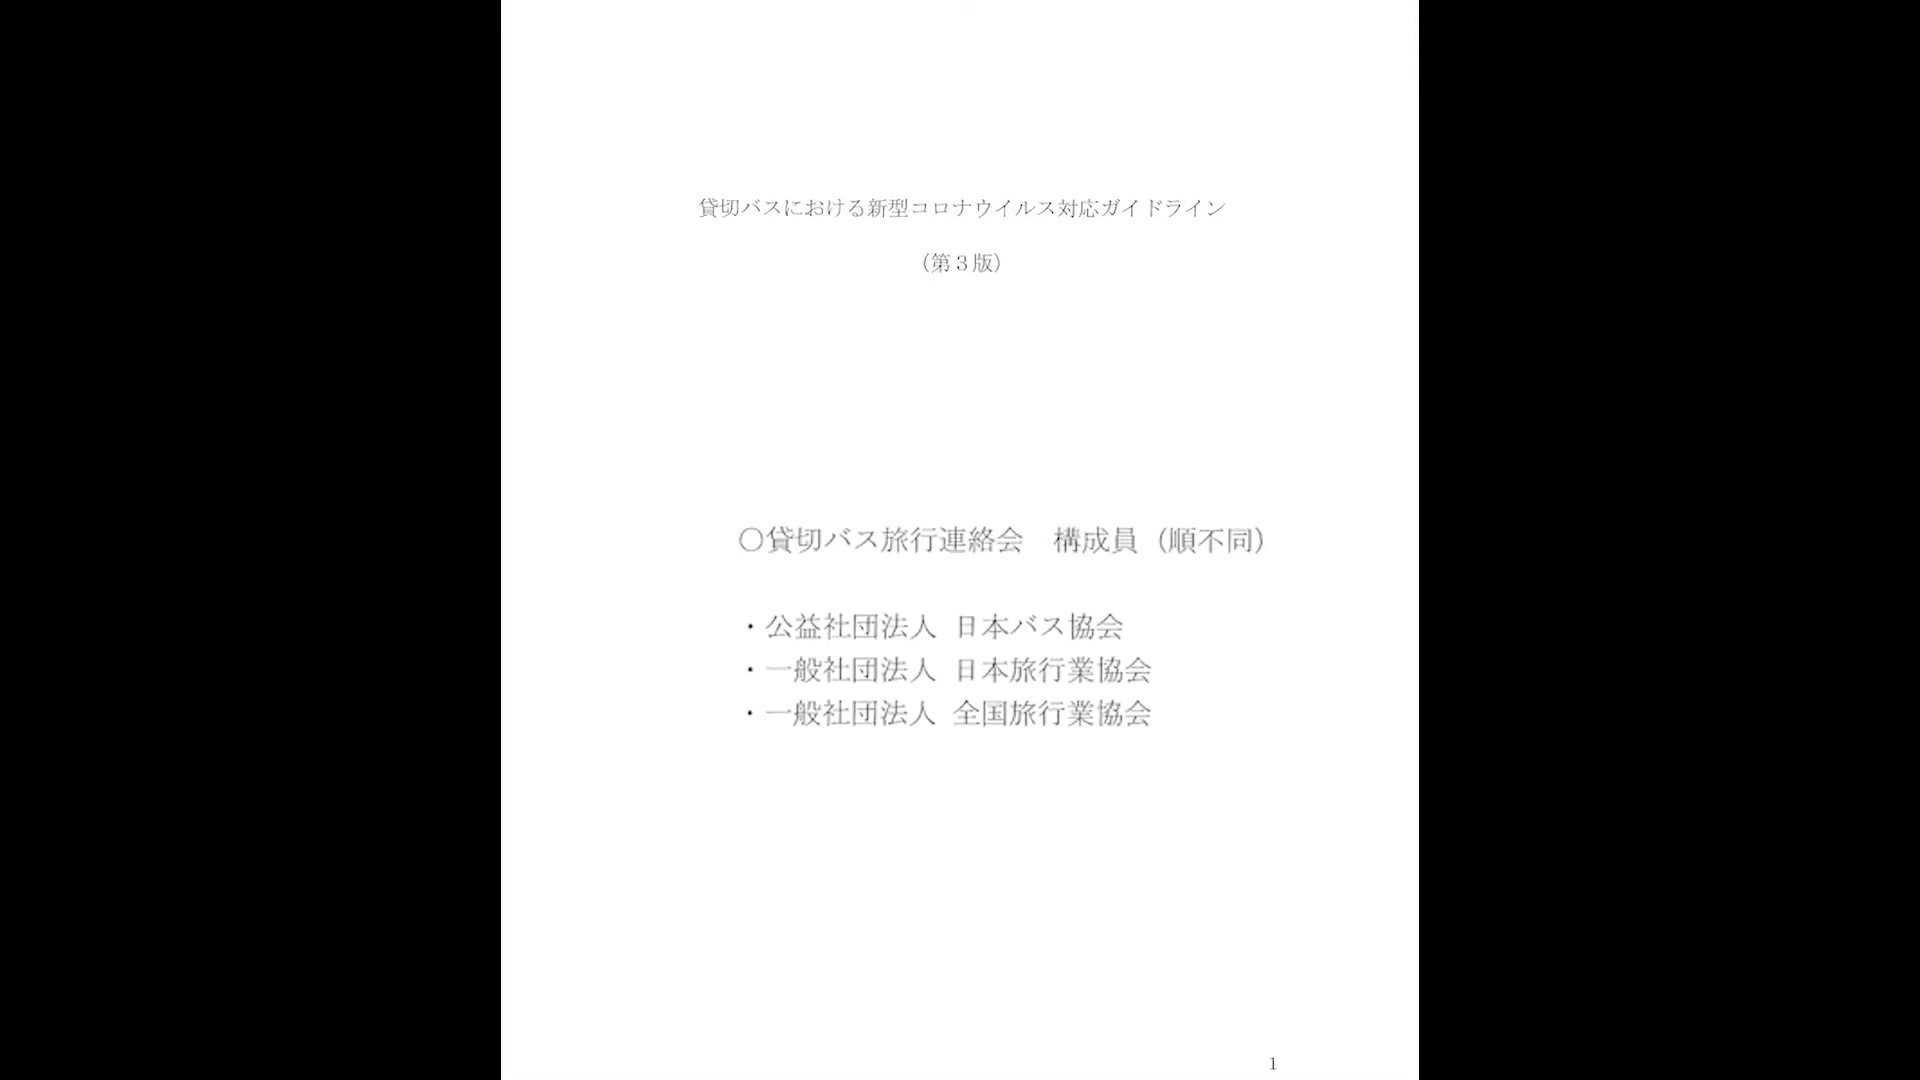 貸切バスにおける新型コロナウイルス対応ガイドライン
（第３版）
〇貸切バス旅行連絡会　構成員（順不同）
・公益社団法人 日本バス協会
・一般社団法人 日本旅行業協会
・一般社団法人 全国旅行業協会
1